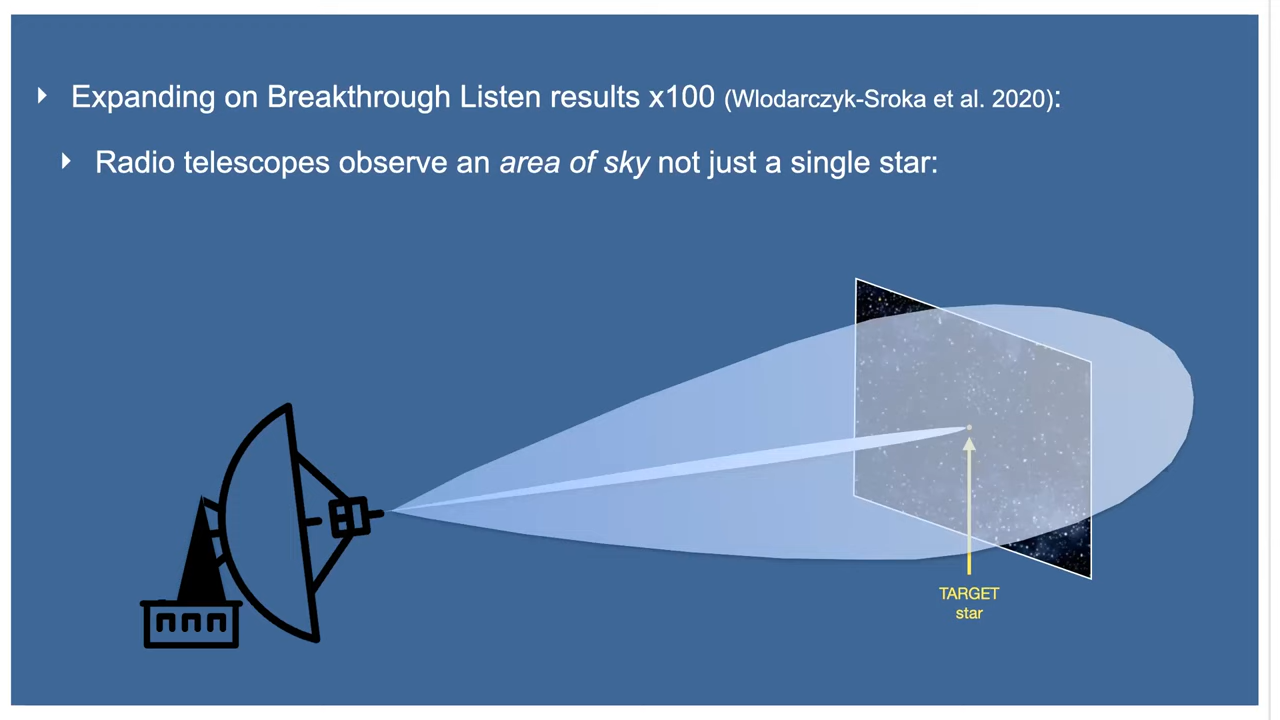 Expanding on Breakthrough Listen results x100 (Wlodarczyk-Sroka et al. 2020):
Radio telescopes observe an area of sky not just a single star:
TARGET
star